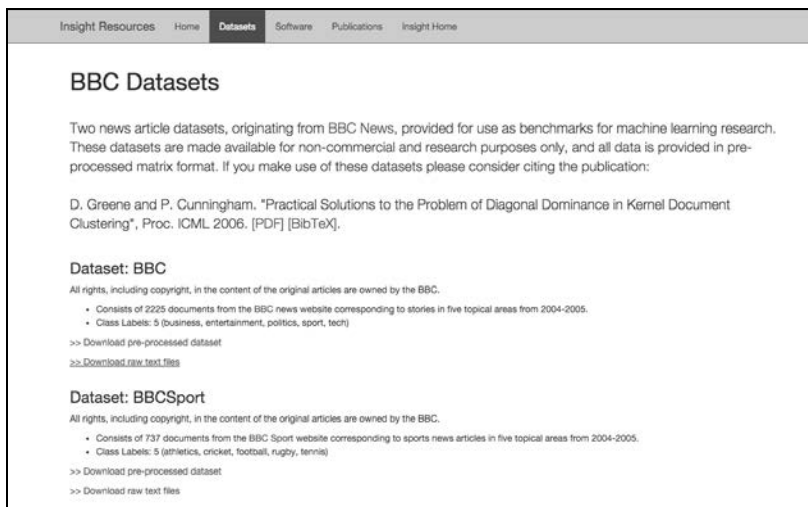 Insight Resources Home Datasets Software Publications Insight Home
BBC Datasets
Two news article datasets, originating from BBC News, provided for use as benchmarks for machine learning research.
These datasets are made available for non-commercial and research purposes only, and all data is provided in pre-
processed matrix format. If you make use of these datasets please consider citing the publication:
D. Greene and P. Cunningham. "Practical Solutions to the Problem of Diagonal Dominance in Kernel Document
Clustering", Proc. ICML 2006. [PDF] [BibTeX].
Dataset: BBC
All rights, including copyright, in the content of the original articles are owned by the BBC.
• Consists of 2225 documents from the BBC news website corresponding to stories in five topical areas from 2004-2005.
• Class Labels: 5 (business, entertainment, politics, sport, tech)
>> Download pre-processed dataset
>> Download raw text files
Dataset: BBCSport
All rights, including copyright, in the content of the original articles are owned by the BBC.
• Consists of 737 documents from the BBC Sport website corresponding to sports news articles in five topical areas from 2004-2005.
• Class Labels: 5 (athletics, cricket, football, rugby, tennis)
>> Download pre-processed dataset
>> Download raw text files